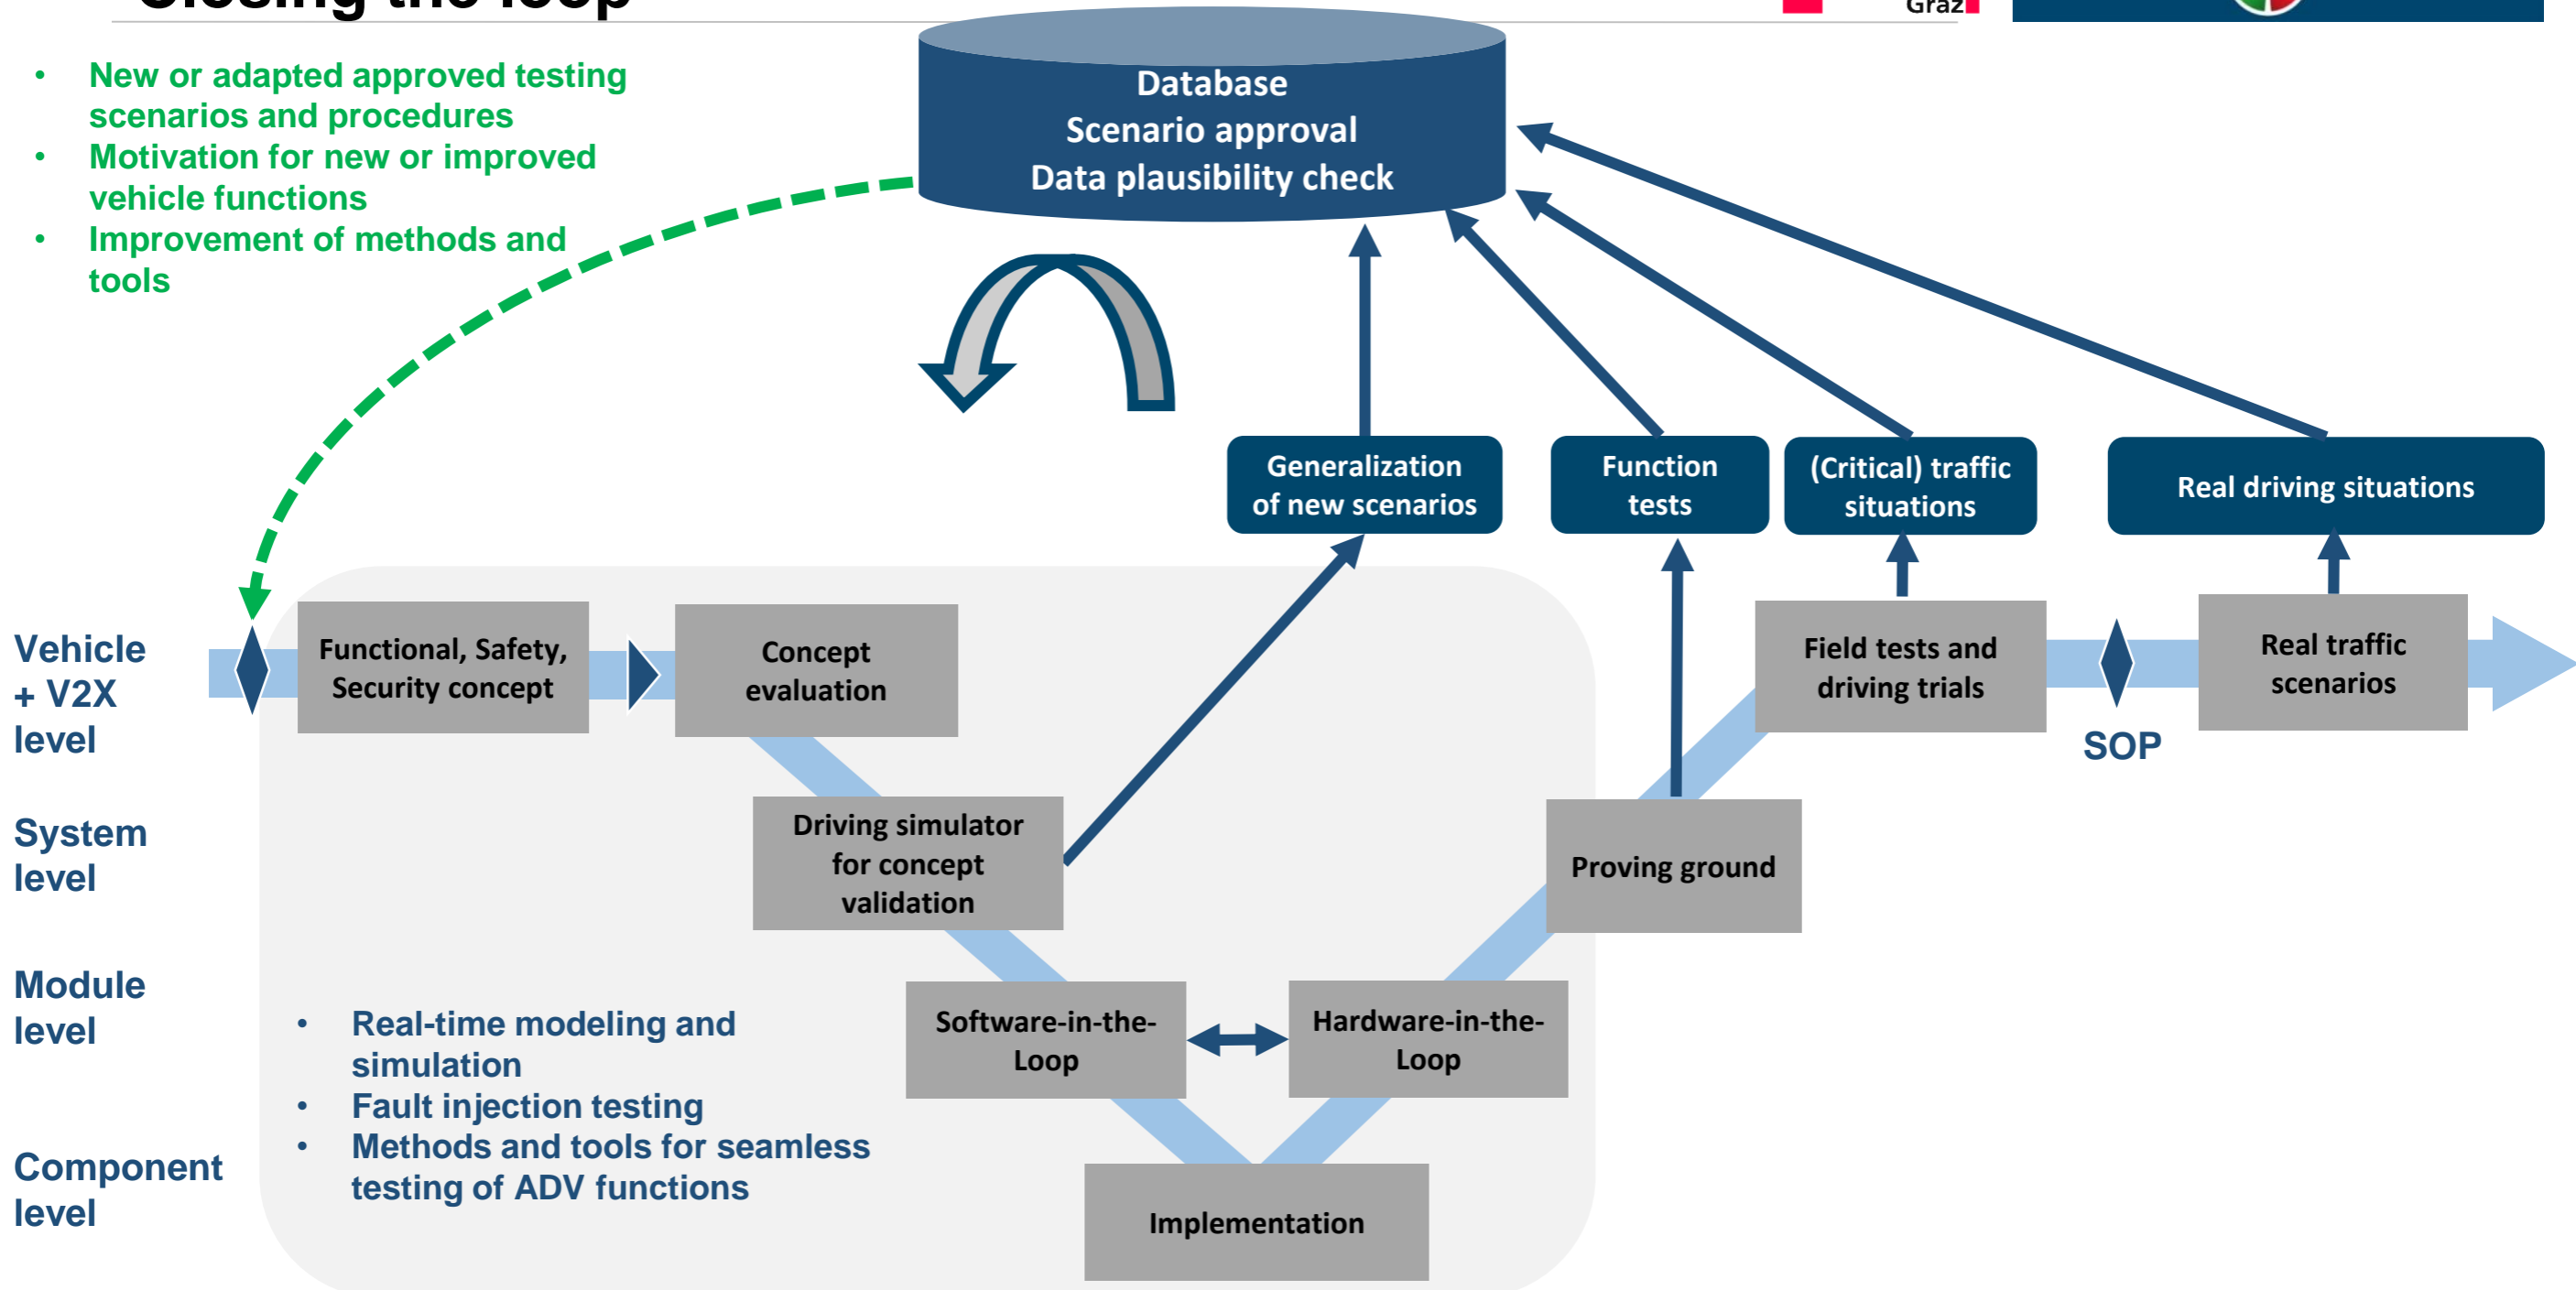 Closing the loop
Graz
• New or adapted approved testing
scenarios and procedures
• Motivation for new or improved
vehicle functions
• Improvement of methods and
tools
Database
Scenario approval
Data plausibility check
Generalization
of new scenarios
Function
tests
(Critical) traffic
situations
Real driving situations
Vehicle
+ V2X
level
Functional, Safety,
Security concept
Concept
evaluation
Field tests and
driving trials
SOP
Real traffic
scenarios
System
level
Driving simulator
for concept
validation
Proving ground
Module
level
Software-in-the-
Loop
Hardware-in-the-
Loop
• Real-time modeling and
simulation
• Fault injection testing
• Methods and tools for seamless
testing of ADV functions
Component
level
Implementation